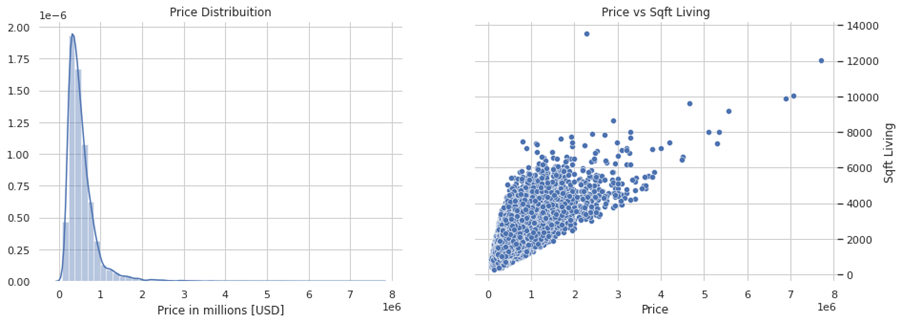 Price Distribuition
1e−6
2.00
1.75
1.50
1.25
1.00
0.75
0.50
0.25
0.00
0 1 2 3 4 5 6 7 8
1e6
Price in millions [USD]
Price vs Sqft Living
14000
12000
10000
8000
6000
4000
2000
0
Sqft Living
0 1 2 3 4 5 6 7 8
1e6
Price